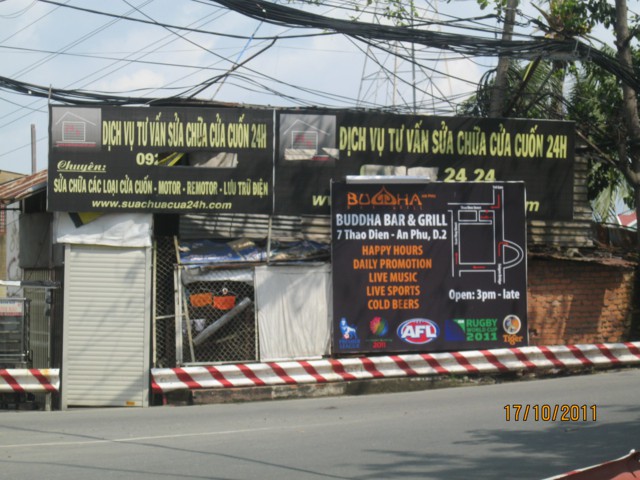 DỊCH VỤ TƯ VẤN SỬA CHỮA CỬA CUỐN 24H
Chuyên:
SỬA CHỮA CÁC LOẠI CỬA CUỐN - MOTOR - REMOTOR - LƯU TRỮ ĐIỆN
www.suachuacua24h.com
DỊCH VỤ TƯ VẤN SỬA CHỮA CỬA CUỐN 24H
24 24
BUDDHA
BUDDHA BAR & GRILL
7 Thao Dien - An Phu, D.2
HAPPY HOURS
DAILY PROMOTION
LIVE MUSIC
LIVE SPORTS
COLD BEERS
Open: 3pm - late
AFL
RUGBY
WORLD CUP
2011
Tiger
17/10/2011